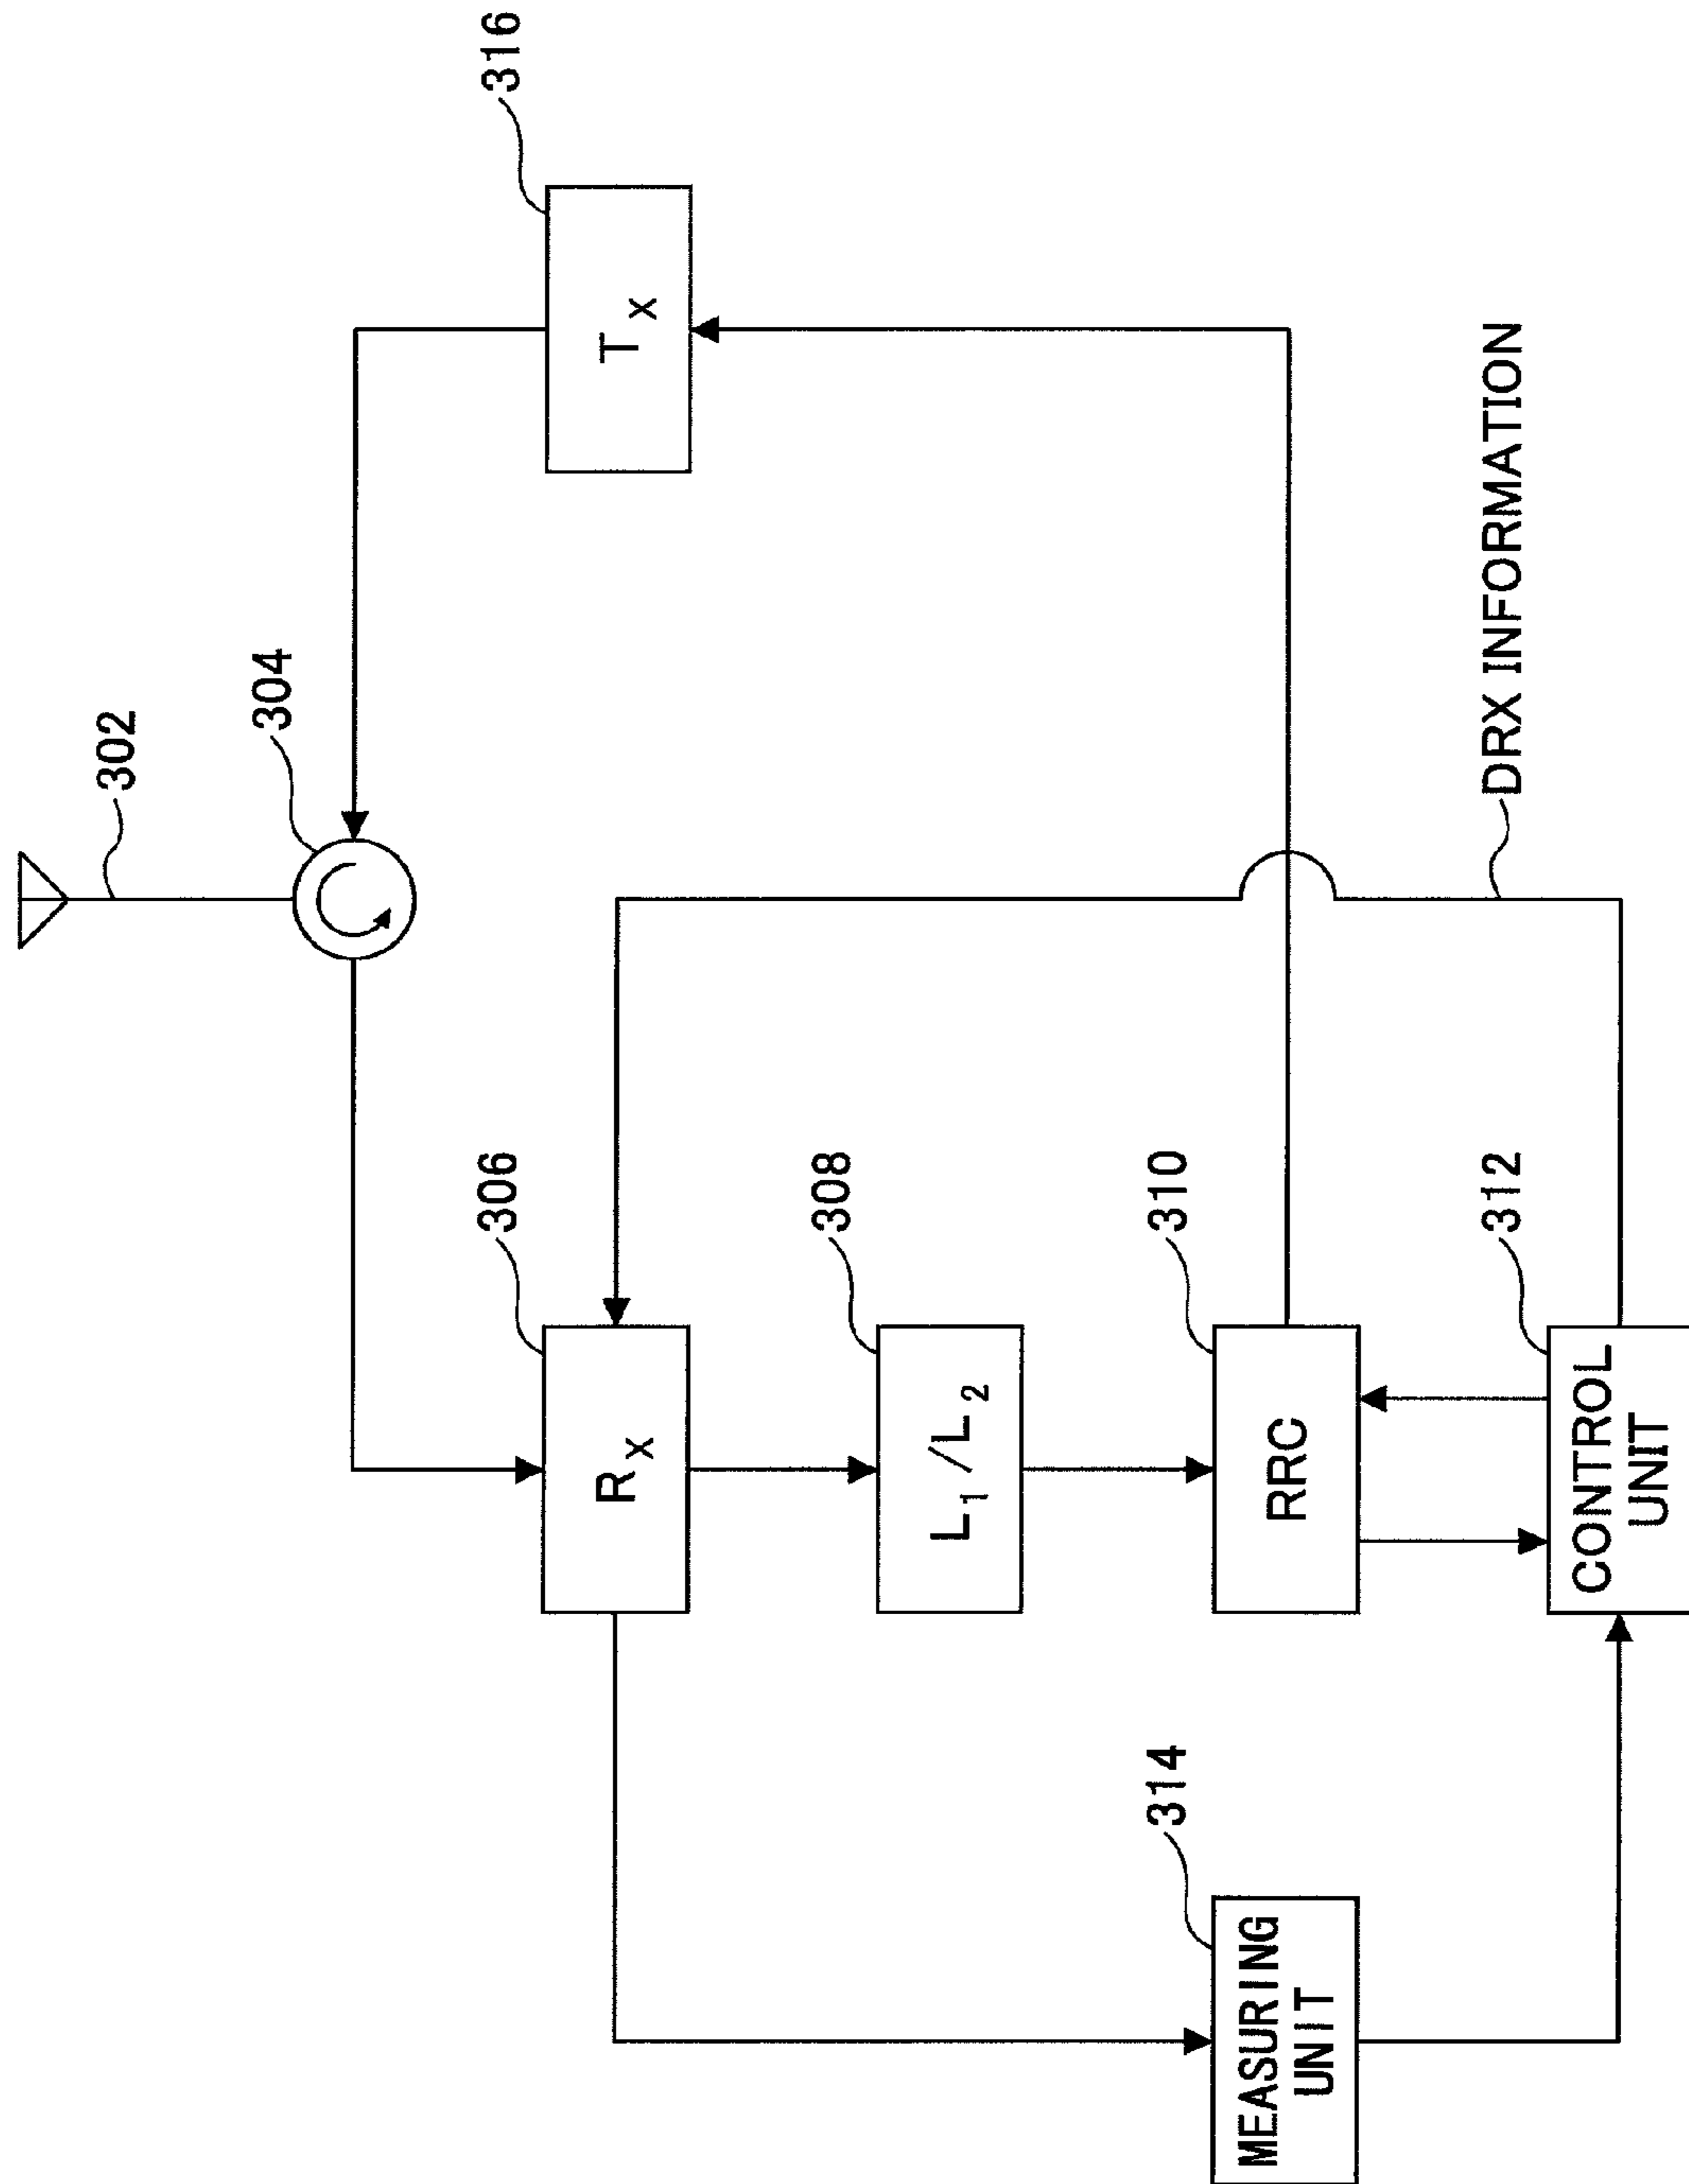 302
304
316
Tx
306
Rx
308
L1/L2
310
RRC
312
CONTROL
UNIT
314
MEASURING
UNIT
DRX INFORMATION